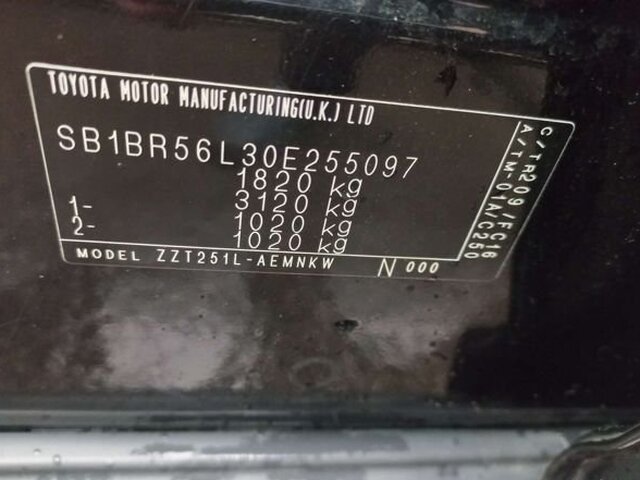 TOYOTA MOTOR MANUFACTURING(U.K.) LTD
SB1BR56L30E255097
1820 kg
3120 kg
1- 1020 kg
2- 1020 kg
MODEL ZZT251L-AEMNKW N 000
C/TR209/FC16
A/TM-01A/C250